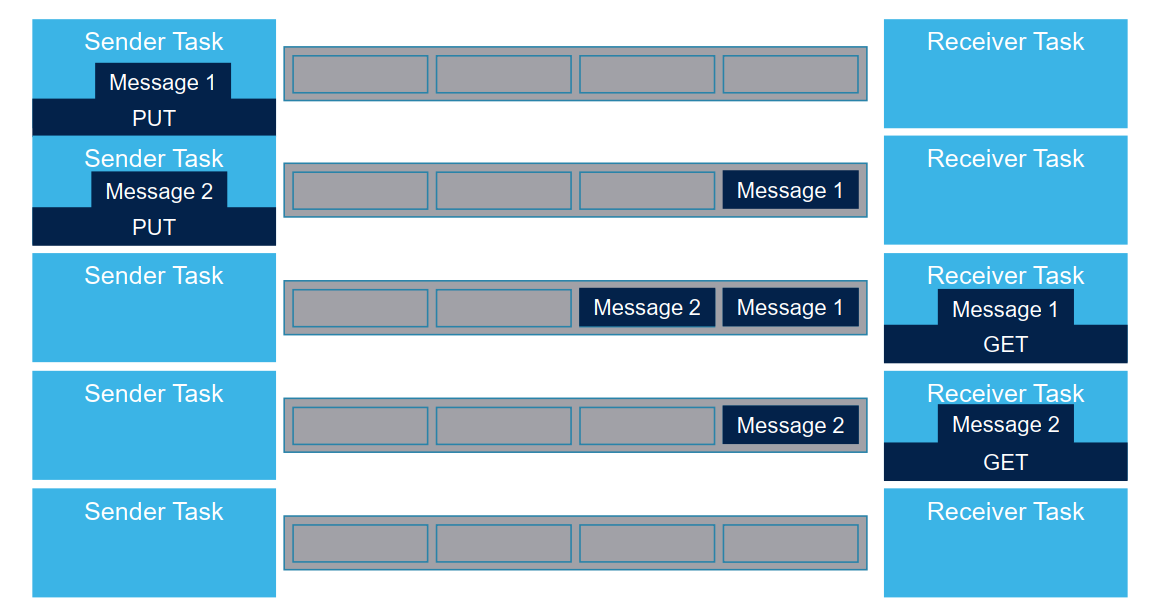 Sender Task
Message 1
PUT
Receiver Task
Sender Task
Message 2
PUT
Message 1
Receiver Task
Sender Task
Message 2
Message 1
Receiver Task
Message 1
GET
Sender Task
Message 2
Receiver Task
Message 2
GET
Sender Task
Receiver Task